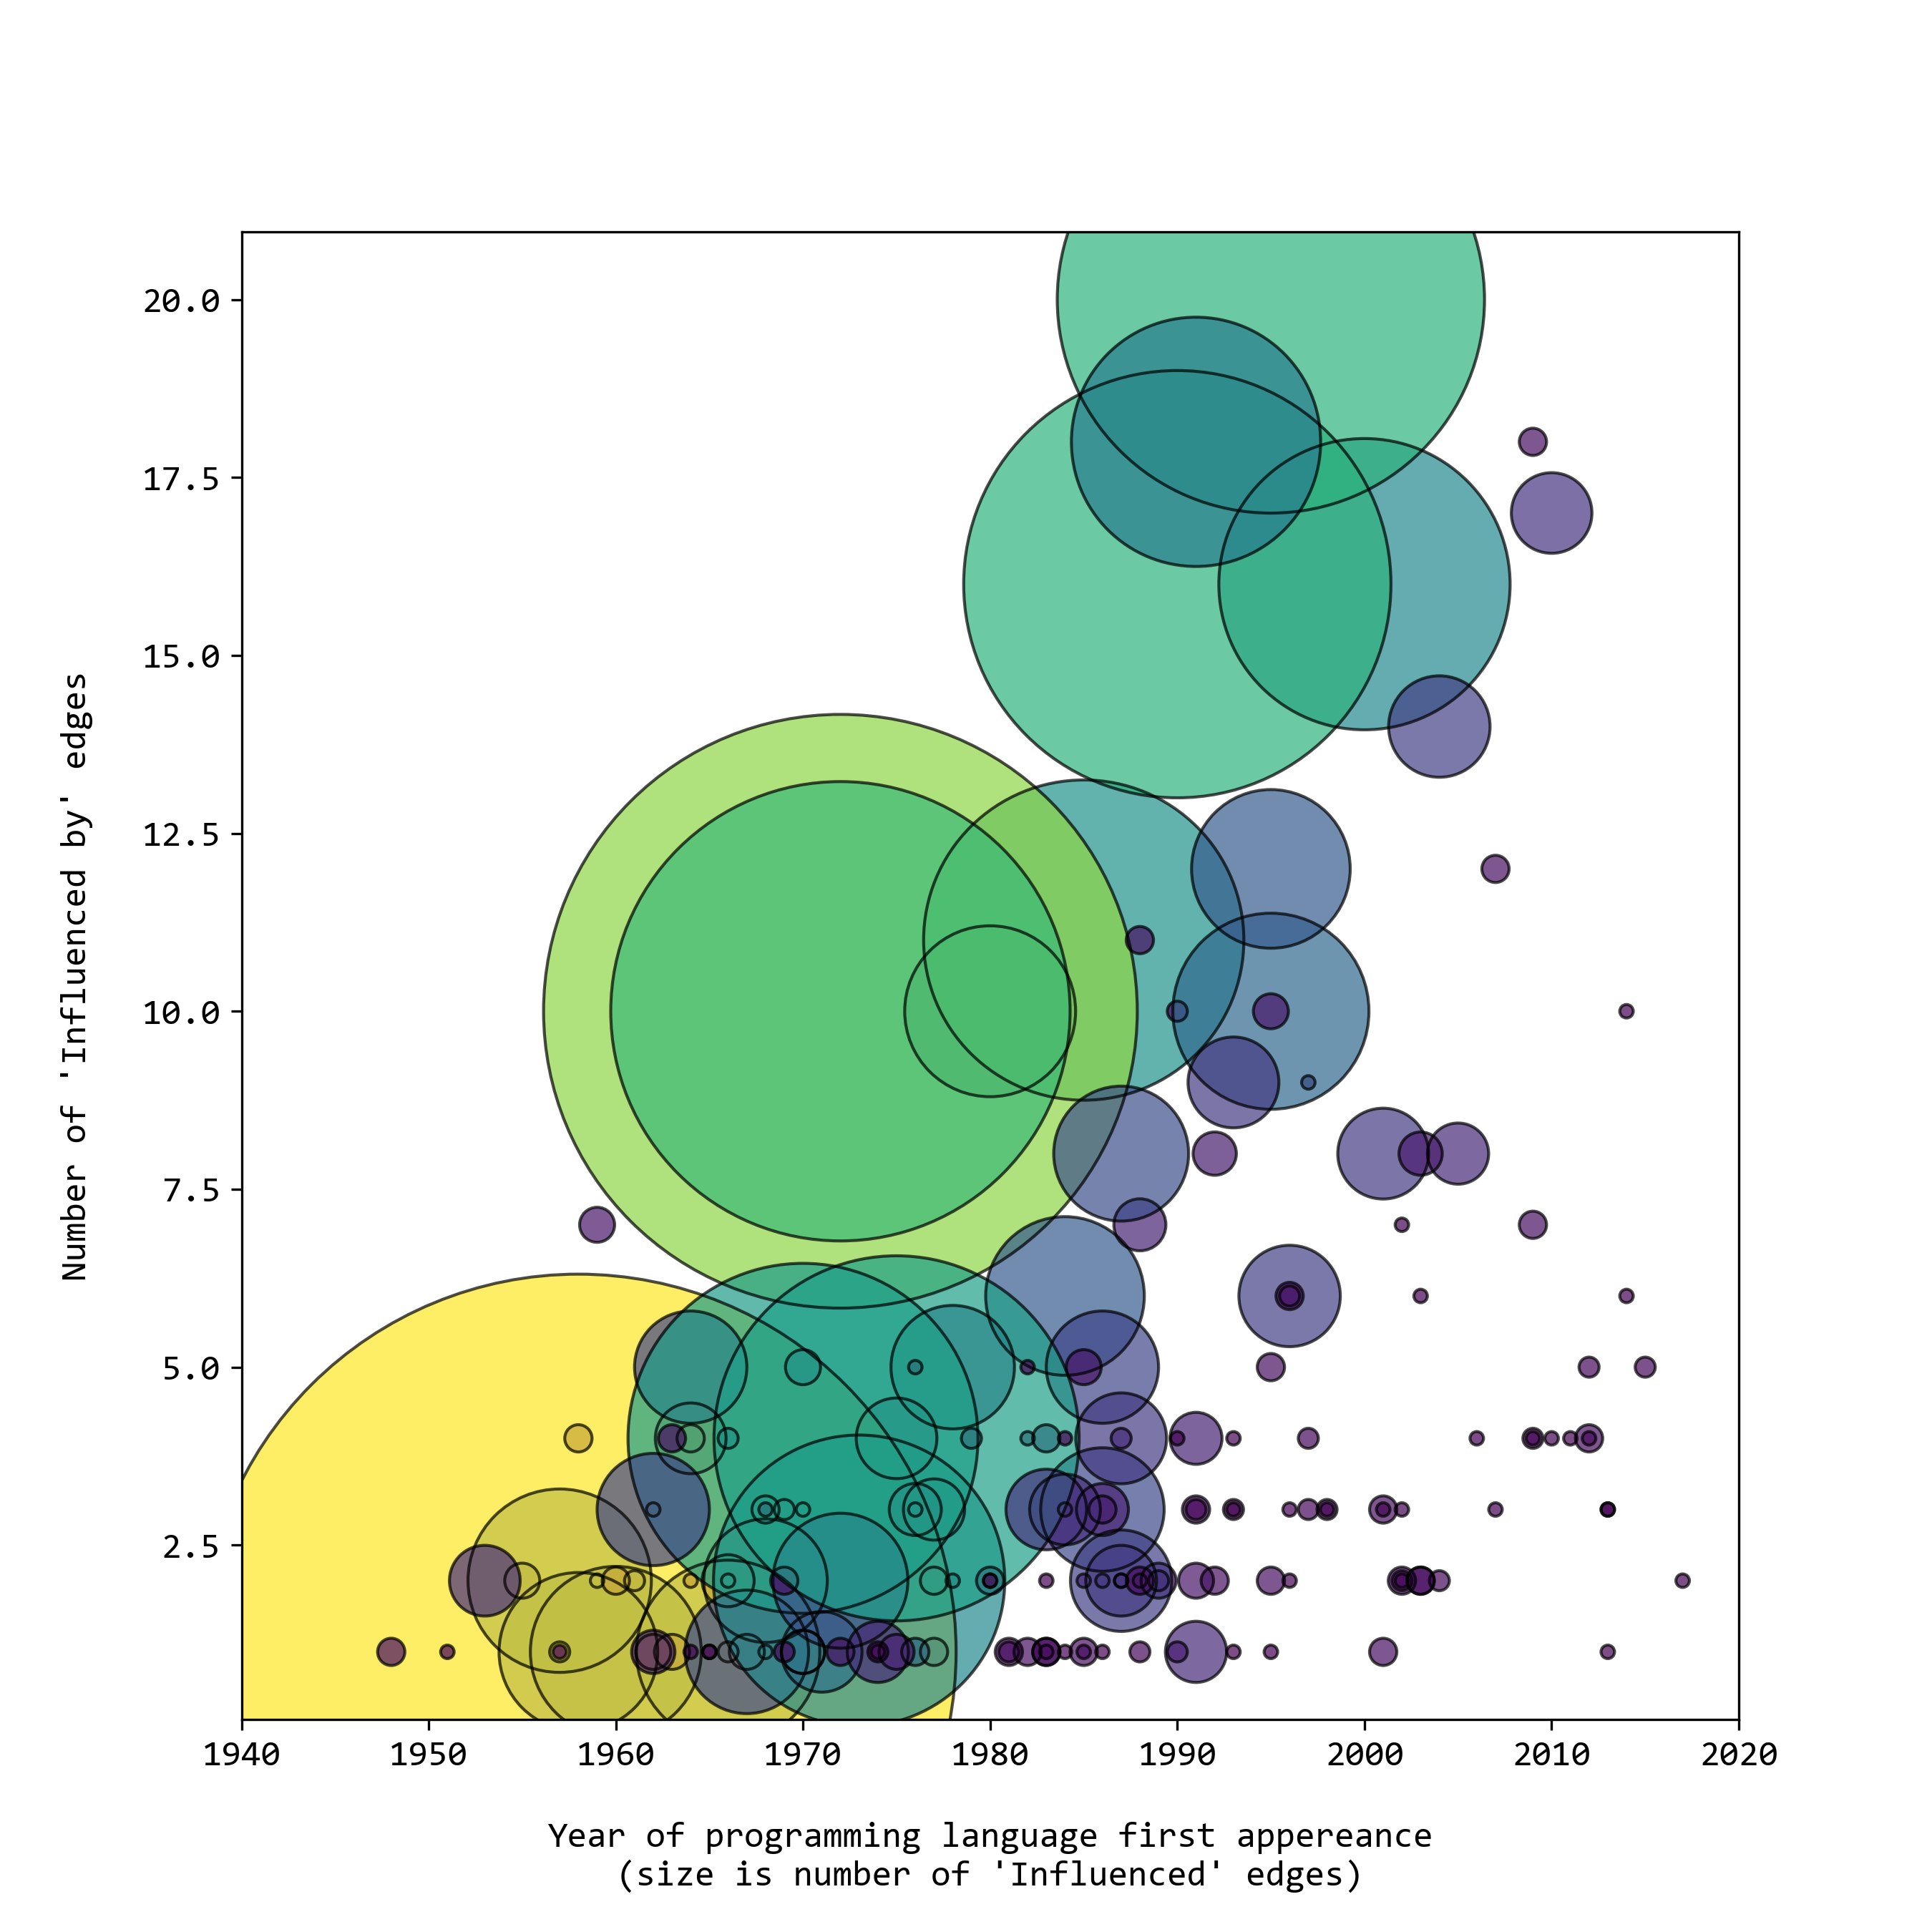 20.0
17.5
15.0
12.5
10.0
7.5
5.0
2.5
Number of 'Influenced by' edges
1940 1950 1960 1970 1980 1990 2000 2010 2020
Year of programming language first appereance
(size is number of 'Influenced' edges)